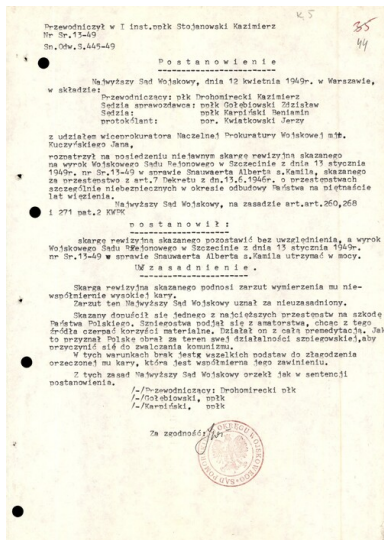 Przewodniczył w I inst.płk Stojanowski Kazimierz
K. 5
35
44
Nr Sr.13-49
Sn.Odw.S.445-49
P o s t a n o w i e n i e
Najwyższy Sąd Wojskowy, dnia 12 kwietnia 1949r. w Warszawie,
w składzie:
Przewodniczący: płk Drohomirecki Kazimierz
Sędzia sprawozdawca: ppłk Gołębiowski Zdzisław
Sędzia: ppłk Karpiński Beniamin
protokólant: por. Kwiatkowski Jerzy
z udziałem viceprokuratora Naczelnej Prokuratury Wojskowej mjr.
Kuczyńskiego Jana,
rozpatrzył na posiedzeniu niejawnym skargę rewizyjną skazanego
na wyrok Wojskowego Sądu Rejonowego w Szczecinie z dnia 13 stycznia
1949r. nr Sr.13-49 w sprawie Snauwaerta Alberta s.Kamila, skazanego
za przestępstwo z art.7 Dekretu z dn.13.6.1946r. o przestępstwach
szczególnie niebezpiecznych w okresie odbudowy Państwa na piętnaście
lat więzienia.
Najwyższy Sąd Wojskowy, na zasadzie art.art.260,268
i 271 pat.2 KWPK
p o s t a n o w i ł :
skargę rewizyjną skazanego pozostawić bez uwzględnienia, a wyrok
Wojskowego Sądu Rejonowego w Szczecinie z dnia 13 stycznia 1949r.
nr Sr.13-49 w sprawie Snauwaerta Alberta s.Kamila utrzymać w mocy.
U z a s a d n i e n i e .
Skarga rewizyjna skazanego podnosi zarzut wymierzenia mu nie-
współmiernie wysokiej kary.
Zarzut ten Najwyższy Sąd Wojskowy uznał za nieuzasadniony.
Skazany dopuścił się jednego z najcięższych przestępstw na szkodę
Państwa Polskiego. Szpiegostwa podjął się z amatorstwa, chcąc z tego
źródła czerpać korzyści materialne. Działał on z całą premedytacją. Jak
to przyznał Polskę obrał za teren swej działalności szpiegowskiej,aby
przyczynić się do zwalczania komunizmu.
W tych warunkach brak jest wszelkich podstaw do złagodzenia
orzeczonej mu kary, która jest współmierna jego zawinieniu.
Z tych zasad Najwyższy Sąd Wojskowy orzekł jak w sentencji
postanowienia.
/-/Przewodniczący: Drohomirecki płk
/-/Gołębiowski, ppłk
/-/Karpiński, ppłk
Za zgodność: